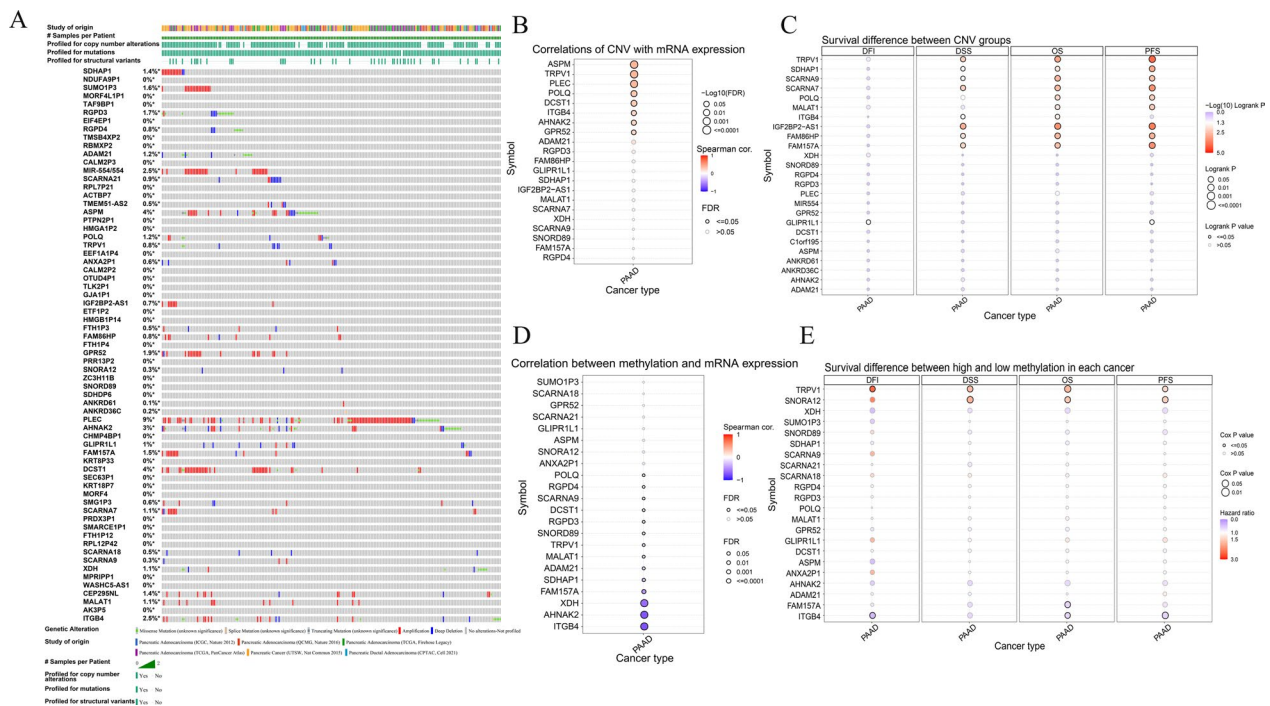 A
Study of origin
# Samples per Patient
Profiled for copy number alterations
Profiled for mutations
Profiled for structural variants
SDHAP1 1.4%*
NDUFA9P1 0%*
SUMO1P3 1.6%*
MORF4L1P1 0%*
TAF9BP1 0%*
RGPD3 1.7%*
EIF4EP1 0%*
RGPD4 0.8%*
TMSB4XP2 0%*
RBMXP2 0%*
ADAM21 1.2%*
CALM2P3 0%*
MIR-554/554 2.5%*
SCARNA21 0.9%*
RPL7P21 0%*
ACTBP7 0%*
TMEM51-AS2 0.5%*
ASPM 4%*
PTPN2P1 0%*
HMGA1P2 0%*
POLQ 1.2%*
TRPV1 0.8%*
EEF1A1P4 0%*
ANXA2P1 0.6%*
CALM2P2 0%*
OTUD4P1 0%*
TLK2P1 0%*
GJA1P1 0%*
IGF2BP2-AS1 0.7%*
ETF1P2 0%*
HMGB1P14 0%*
FTH1P3 0.5%*
FAM86HP 0.8%*
FTH1P4 0%*
GPR52 1.9%*
PRR13P2 0%*
SNORA12 0.3%*
ZC3H11B 0%*
SNORD89 0%*
SDHDP6 0%*
ANKRD61 0.1%*
ANKRD36C 0.2%*
PLEC 9%*
AHNAK2 3%*
CHMP4BP1 0%*
GLIPR1L1 1%*
FAM157A 1.5%*
KRT8P33 0%*
DCST1 4%*
SEC63P1 0%*
KRT18P7 0%*
MORF4 0%*
SMG1P3 0.6%*
SCARNA7 1.1%*
PRDX3P1 0%*
SMARCE1P1 0%*
FTH1P12 0%*
RPL12P42 0%*
SCARNA18 0.5%*
SCARNA9 0.3%*
XDH 1.1%*
MPRIPP1 0%*
WASHC5-AS1 0%*
CEP295NL 1.4%*
MALAT1 1.1%*
AK3P5 0%*
ITGB4 2.5%*
Genetic Alteration Missense Mutation (unknown significance) Splice Mutation (unknown significance) Truncating Mutation (unknown significance) Amplification Deep Deletion No alterations-Not profiled
Study of origin Pancreatic Adenocarcinoma (ICGC, Nature 2012) Pancreatic Adenocarcinoma (QCMG, Nature 2016) Pancreatic Adenocarcinoma (TCGA, Firehose Legacy)
Pancreatic Adenocarcinoma (TCGA, PanCancer Atlas) Pancreatic Cancer (UTSW, Nat Commun 2015) Pancreatic Ductal Adenocarcinoma (CPTAC, Cell 2021)
# Samples per Patient 0 2
Profiled for copy number alterations Yes No
Profiled for mutations Yes No
Profiled for structural variants Yes No
B
Correlations of CNV with mRNA expression
Symbol
ASPM
TRPV1
PLEC
POLQ
DCST1
ITGB4
AHNAK2
GPR52
ADAM21
RGPD3
FAM86HP
GLIPR1L1
SDHAP1
IGF2BP2−AS1
MALAT1
SCARNA7
XDH
SCARNA9
SNORD89
FAM157A
RGPD4
PAAD
Cancer type
−Log10(FDR)
0.05
0.01
0.001
<=0.0001
Spearman cor.
1
0
−1
FDR
<=0.05
>0.05
C
Survival difference between CNV groups
DFI DSS OS PFS
Symbol
TRPV1
SDHAP1
SCARNA9
SCARNA7
POLQ
MALAT1
ITGB4
IGF2BP2−AS1
FAM86HP
FAM157A
XDH
SNORD89
RGPD4
RGPD3
PLEC
MIR554
GPR52
GLIPR1L1
DCST1
C1orf195
ASPM
ANKRD61
ANKRD36C
AHNAK2
ADAM21
PAAD PAAD PAAD PAAD
Cancer type
−Log(10) Logrank P
0.0
1.3
2.5
5.0
Logrank P
0.05
0.01
0.001
<=0.0001
Logrank P value
<=0.05
>0.05
D
Correlation between methylation and mRNA expression
Symbol
SUMO1P3
SCARNA18
GPR52
SCARNA21
GLIPR1L1
ASPM
SNORA12
ANXA2P1
POLQ
RGPD4
SCARNA9
DCST1
RGPD3
SNORD89
TRPV1
MALAT1
ADAM21
SDHAP1
FAM157A
XDH
AHNAK2
ITGB4
PAAD
Cancer type
Spearman cor.
1
0
−1
FDR
<=0.05
>0.05
FDR
0.05
0.01
0.001
<=0.0001
E
Survival difference between high and low methylation in each cancer
DFI DSS OS PFS
Symbol
TRPV1
SNORA12
XDH
SUMO1P3
SNORD89
SDHAP1
SCARNA9
SCARNA21
SCARNA18
RGPD4
RGPD3
POLQ
MALAT1
GPR52
GLIPR1L1
DCST1
ASPM
ANXA2P1
AHNAK2
ADAM21
FAM157A
ITGB4
PAAD PAAD PAAD PAAD
Cancer type
Cox P value
<=0.05
>0.05
Cox P value
0.05
0.01
Hazard ratio
0.0
1.0
1.5
3.0